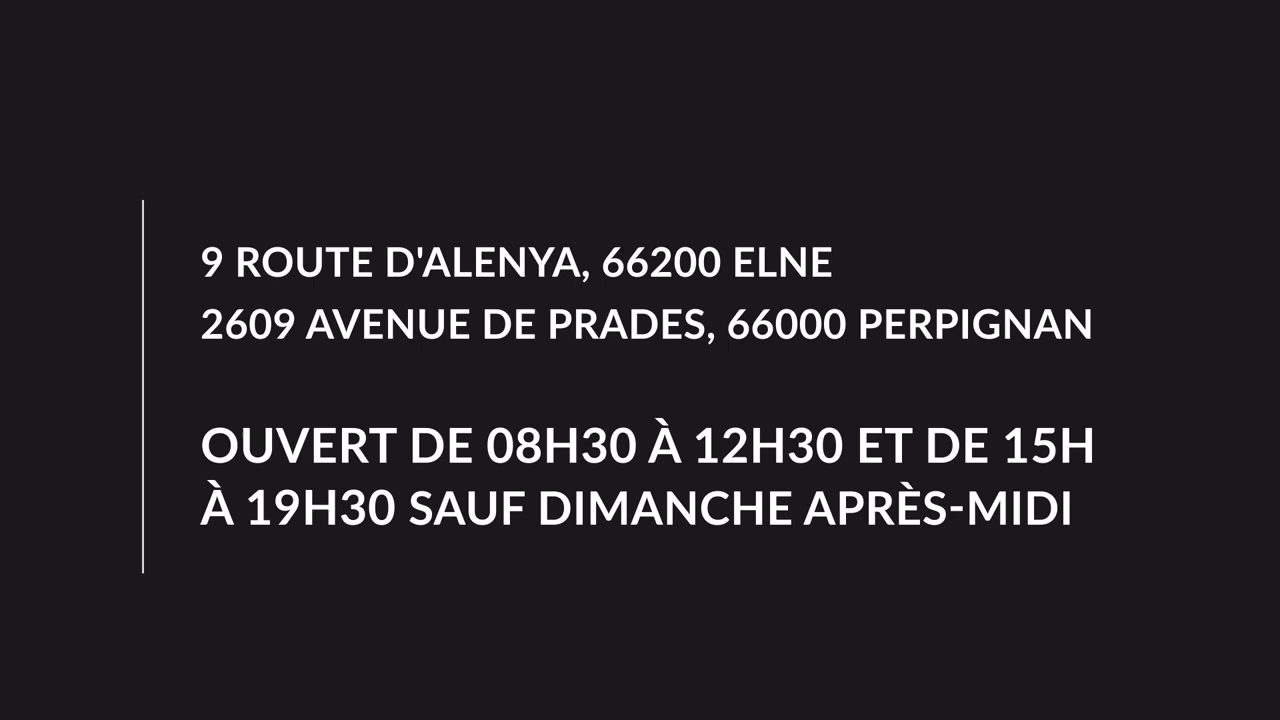 9 ROUTE D'ALENYA, 66200 ELNE
2609 AVENUE DE PRADES, 66000 PERPIGNAN
OUVERT DE 08H30 À 12H30 ET DE 15H
À 19H30 SAUF DIMANCHE APRÈS-MIDI